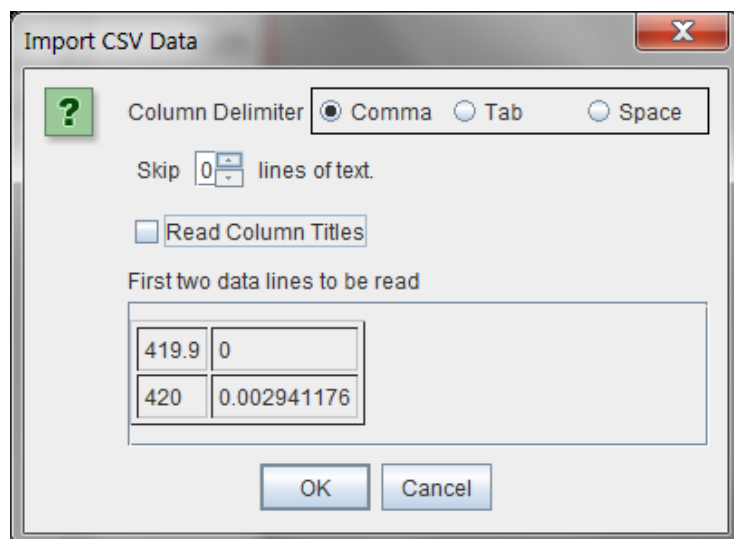 Import CSV Data
X
?
Column Delimiter Comma Tab Space
Skip 0 lines of text.
Read Column Titles
First two data lines to be read
419.9 0
420 0.002941176
OK Cancel